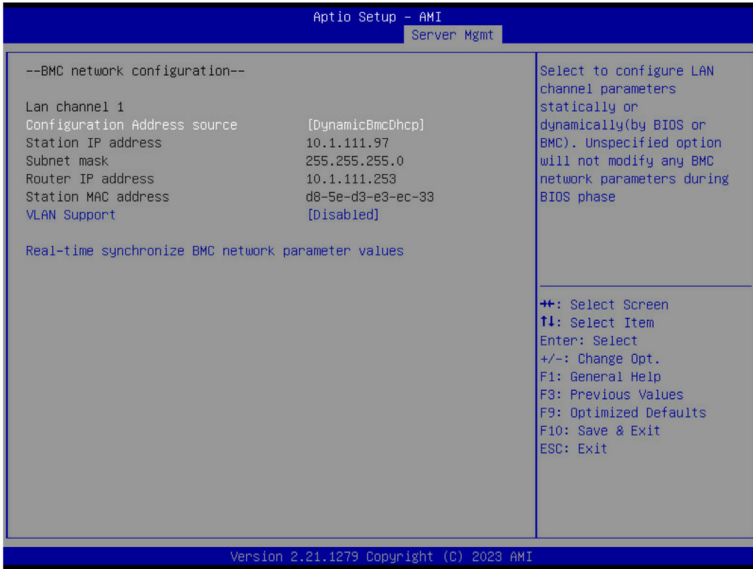 Aptio Setup – AMI
Server Mgmt
--BMC network configuration--
Lan channel 1
Configuration Address source [DynamicBmcDhcp]
Station IP address 10.1.111.97
Subnet mask 255.255.255.0
Router IP address 10.1.111.253
Station MAC address d8-5e-d3-e3-ec-33
VLAN Support [Disabled]
Real-time synchronize BMC network parameter values
Select to configure LAN
channel parameters
statically or
dynamically(by BIOS or
BMC). Unspecified option
will not modify any BMC
network parameters during
BIOS phase
→←: Select Screen
↑↓: Select Item
Enter: Select
+/-: Change Opt.
F1: General Help
F3: Previous Values
F9: Optimized Defaults
F10: Save & Exit
ESC: Exit
Version 2.21.1279 Copyright (C) 2023 AMI